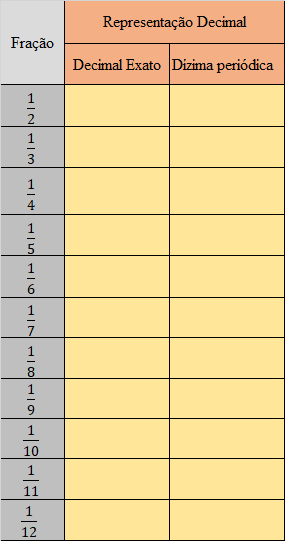 Fração
Representação Decimal
Decimal Exato
Dízima periódica
1/2
1/3
1/4
1/5
1/6
1/7
1/8
1/9
1/10
1/11
1/12